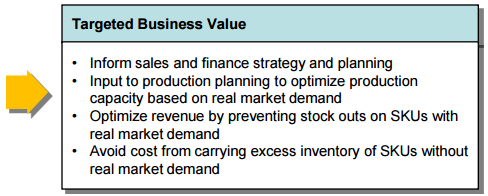 Targeted Business Value
• Inform sales and finance strategy and planning
• Input to production planning to optimize production
capacity based on real market demand
• Optimize revenue by preventing stock outs on SKUs with
real market demand
• Avoid cost from carrying excess inventory of SKUs without
real market demand